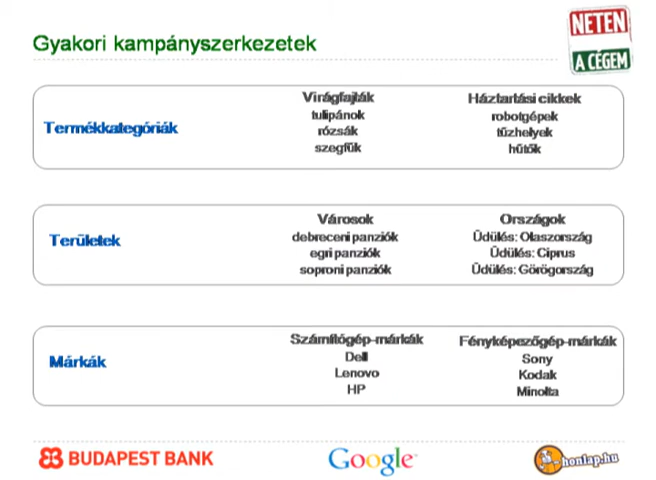 Gyakori kampányszerkezetek
NETEN
A CÉGEM
Termékkategóriák
Virágfajták
tulipánok
rózsák
szegfűk
Háztartási cikkek
robotgépek
tűzhelyek
hűtők
Területek
Városok
debreceni panziók
egri panziók
soproni panziók
Országok
Üdülés: Olaszország
Üdülés: Ciprus
Üdülés: Görögország
Márkák
Számítógép-márkák
Dell
Lenovo
HP
Fényképezőgép-márkák
Sony
Kodak
Minolta
BUDAPEST BANK
Google
honlap.hu